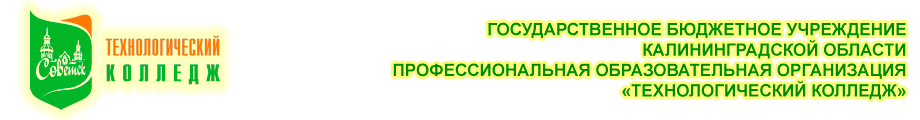 Советск
ТЕХНОЛОГИЧЕСКИЙ
КОЛЛЕДЖ
ГОСУДАРСТВЕННОЕ БЮДЖЕТНОЕ УЧРЕЖДЕНИЕ
КАЛИНИНГРАДСКОЙ ОБЛАСТИ
ПРОФЕССИОНАЛЬНАЯ ОБРАЗОВАТЕЛЬНАЯ ОРГАНИЗАЦИЯ
«ТЕХНОЛОГИЧЕСКИЙ КОЛЛЕДЖ»